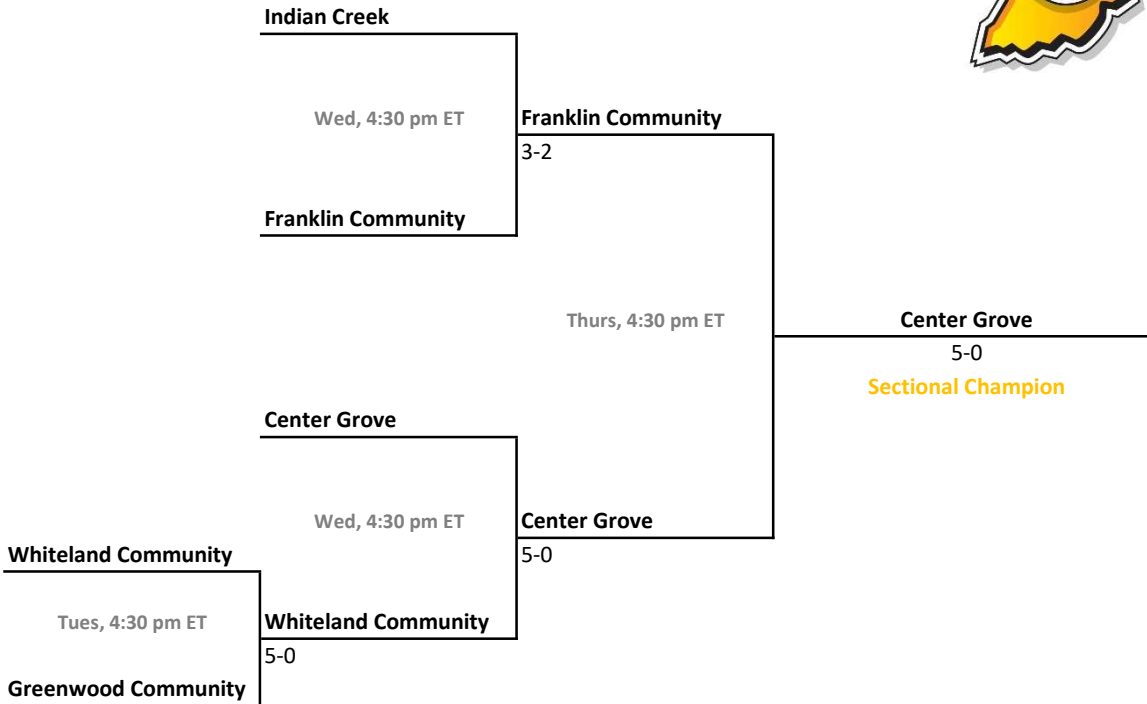 Indian Creek
Wed, 4:30 pm ET
Franklin Community
3-2
Franklin Community
Thurs, 4:30 pm ET
Center Grove
5-0
Sectional Champion
Center Grove
Wed, 4:30 pm ET
Center Grove
5-0
Whiteland Community
Tues, 4:30 pm ET
Whiteland Community
5-0
Greenwood Community